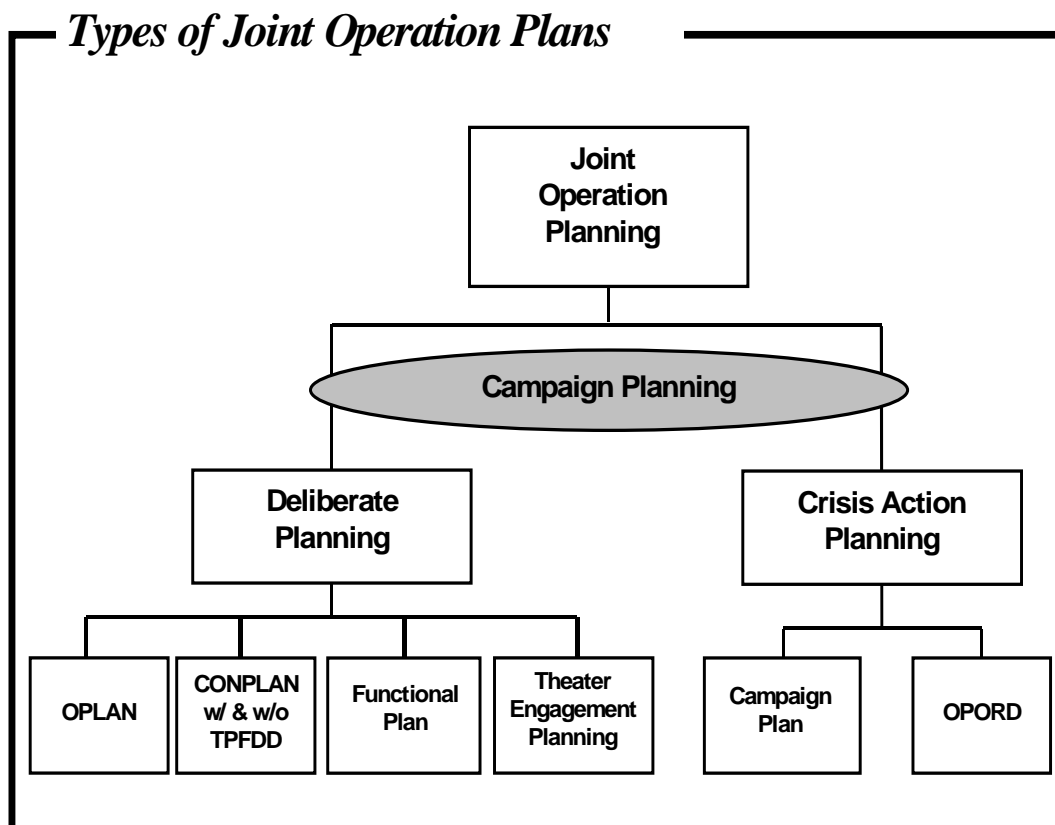 Types of Joint Operation Plans
Joint
Operation
Planning
Campaign Planning
Deliberate
Planning
Crisis Action
Planning
OPLAN
CONPLAN
w/ & w/o
TPFDD
Functional
Plan
Theater
Engagement
Planning
Campaign
Plan
OPORD